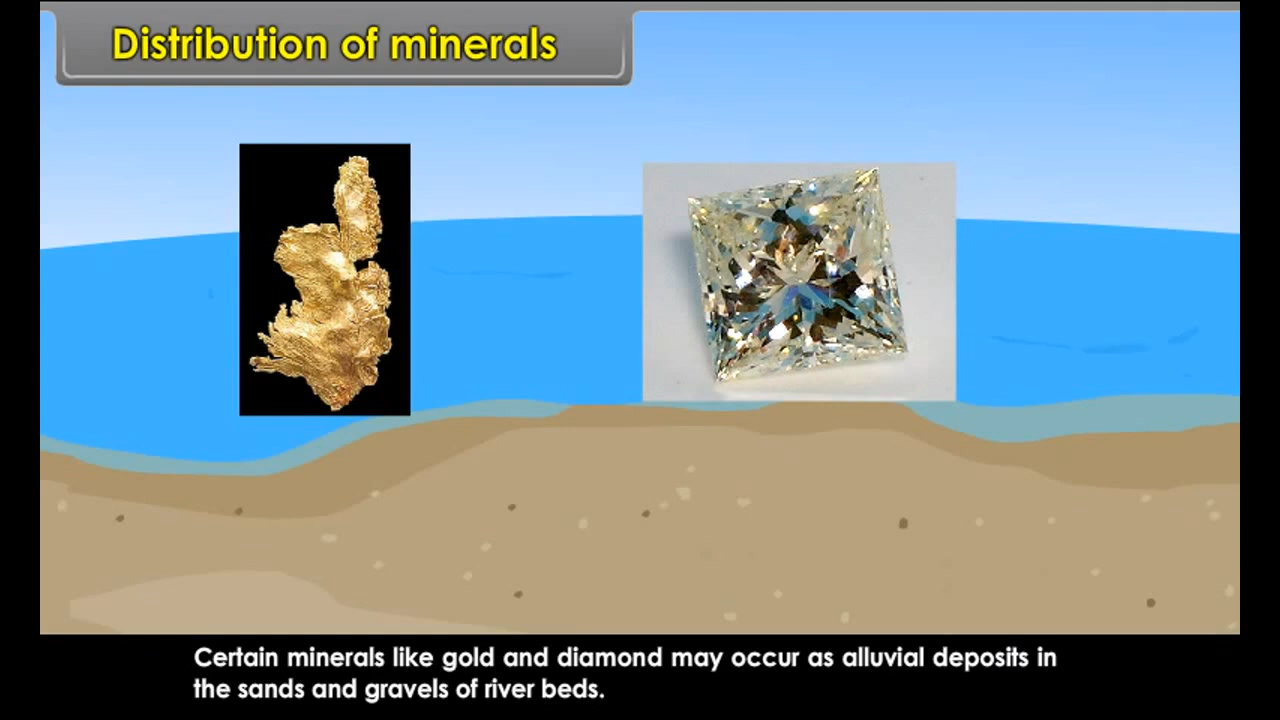 Distribution of minerals
Certain minerals like gold and diamond may occur as alluvial deposits in
the sands and gravels of river beds.